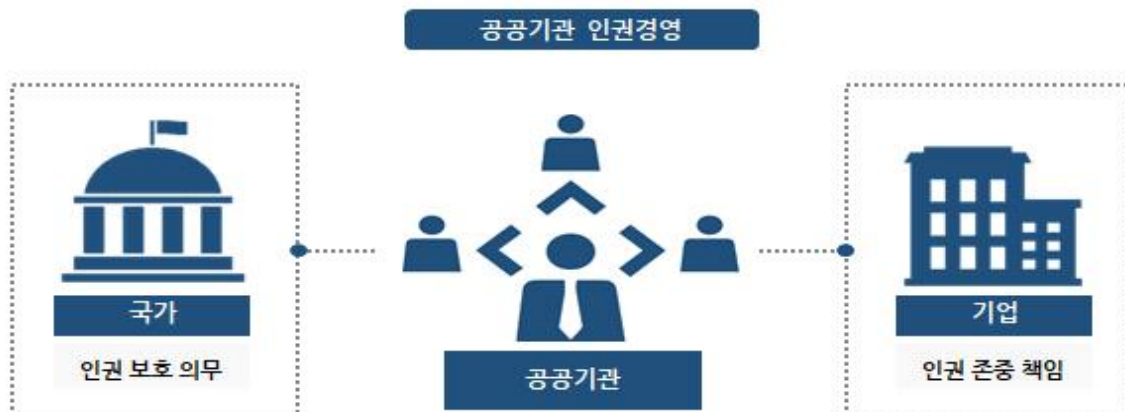 공공기관 인권경영
국가
인권 보호 의무
공공기관
기업
인권 존중 책임